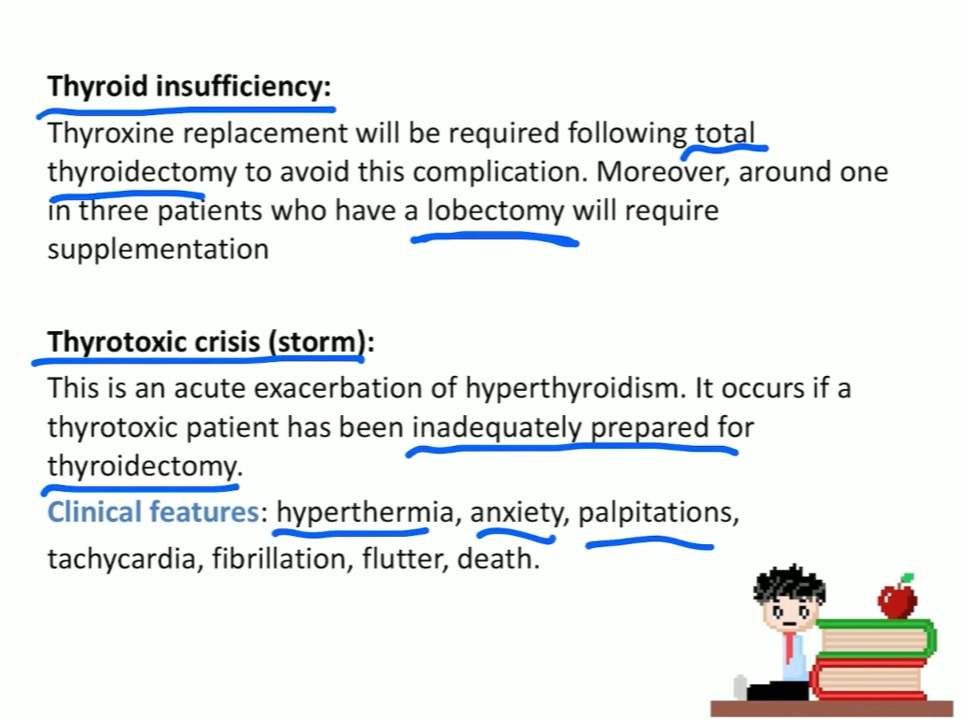 Thyroid insufficiency:
Thyroxine replacement will be required following total
thyroidectomy to avoid this complication. Moreover, around one
in three patients who have a lobectomy will require
supplementation
Thyrotoxic crisis (storm):
This is an acute exacerbation of hyperthyroidism. It occurs if a
thyrotoxic patient has been inadequately prepared for
thyroidectomy.
Clinical features: hyperthermia, anxiety, palpitations,
tachycardia, fibrillation, flutter, death.